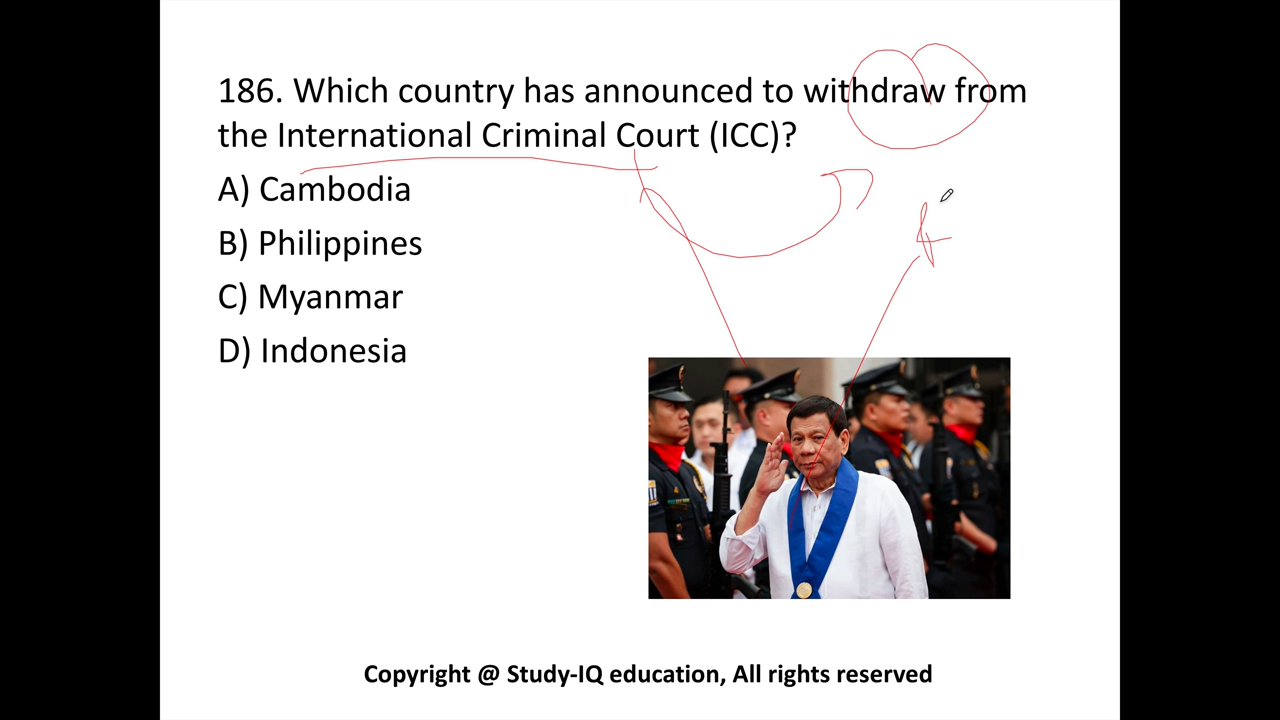 186. Which country has announced to withdraw from
the International Criminal Court (ICC)?
A) Cambodia
B) Philippines
C) Myanmar
D) Indonesia
Copyright @ Study-IQ education, All rights reserved